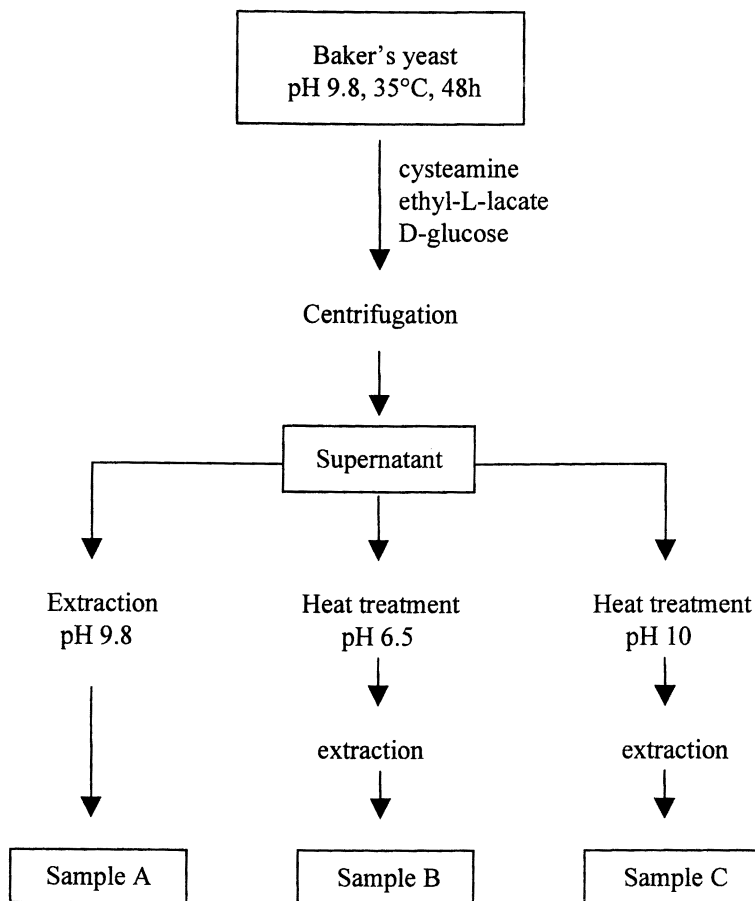 Baker's yeast
pH 9.8, 35°C, 48h
cysteamine
ethyl-L-lacate
D-glucose
Centrifugation
Supernatant
Extraction
pH 9.8
Heat treatment
pH 6.5
Heat treatment
pH 10
extraction
extraction
Sample A
Sample B
Sample C